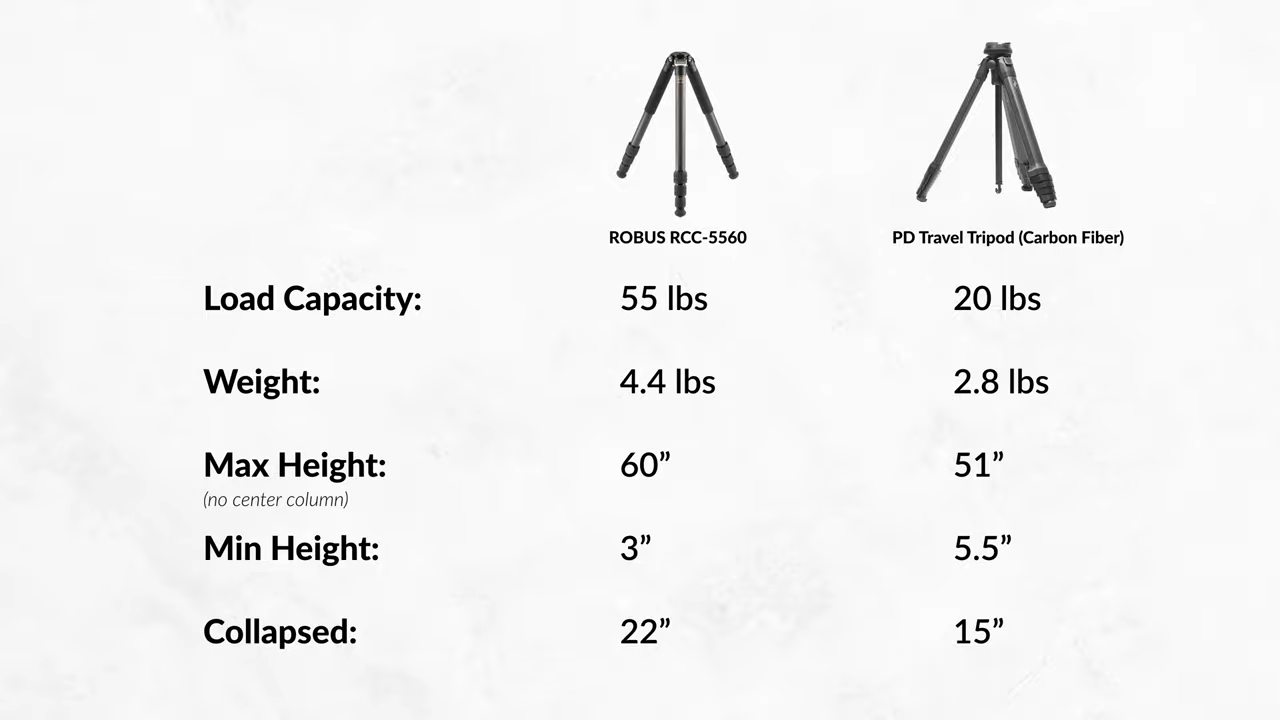 ROBUS RCC-5560 PD Travel Tripod (Carbon Fiber)
Load Capacity: 55 lbs 20 lbs
Weight: 4.4 lbs 2.8 lbs
Max Height: 60” 51”
(no center column)
Min Height: 3” 5.5”
Collapsed: 22” 15”